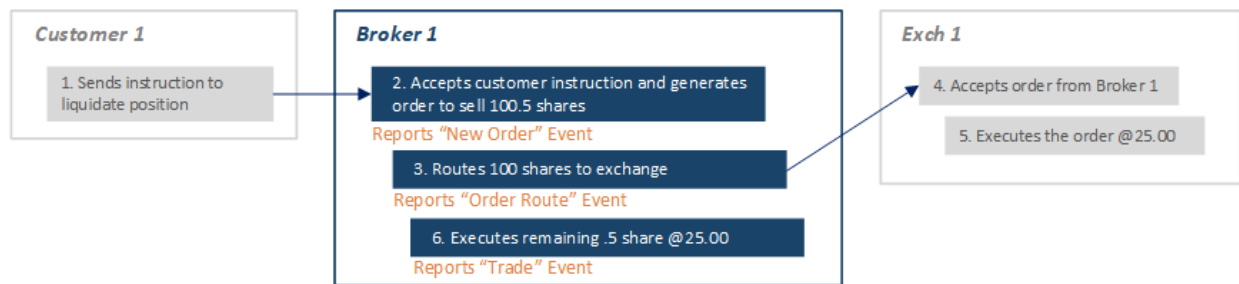 Customer 1
1. Sends instruction to
liquidate position
Broker 1
2. Accepts customer instruction and generates
order to sell 100.5 shares
Reports “New Order” Event
3. Routes 100 shares to exchange
Reports “Order Route” Event
6. Executes remaining .5 share @25.00
Reports “Trade” Event
Exch 1
4. Accepts order from Broker 1
5. Executes the order @25.00